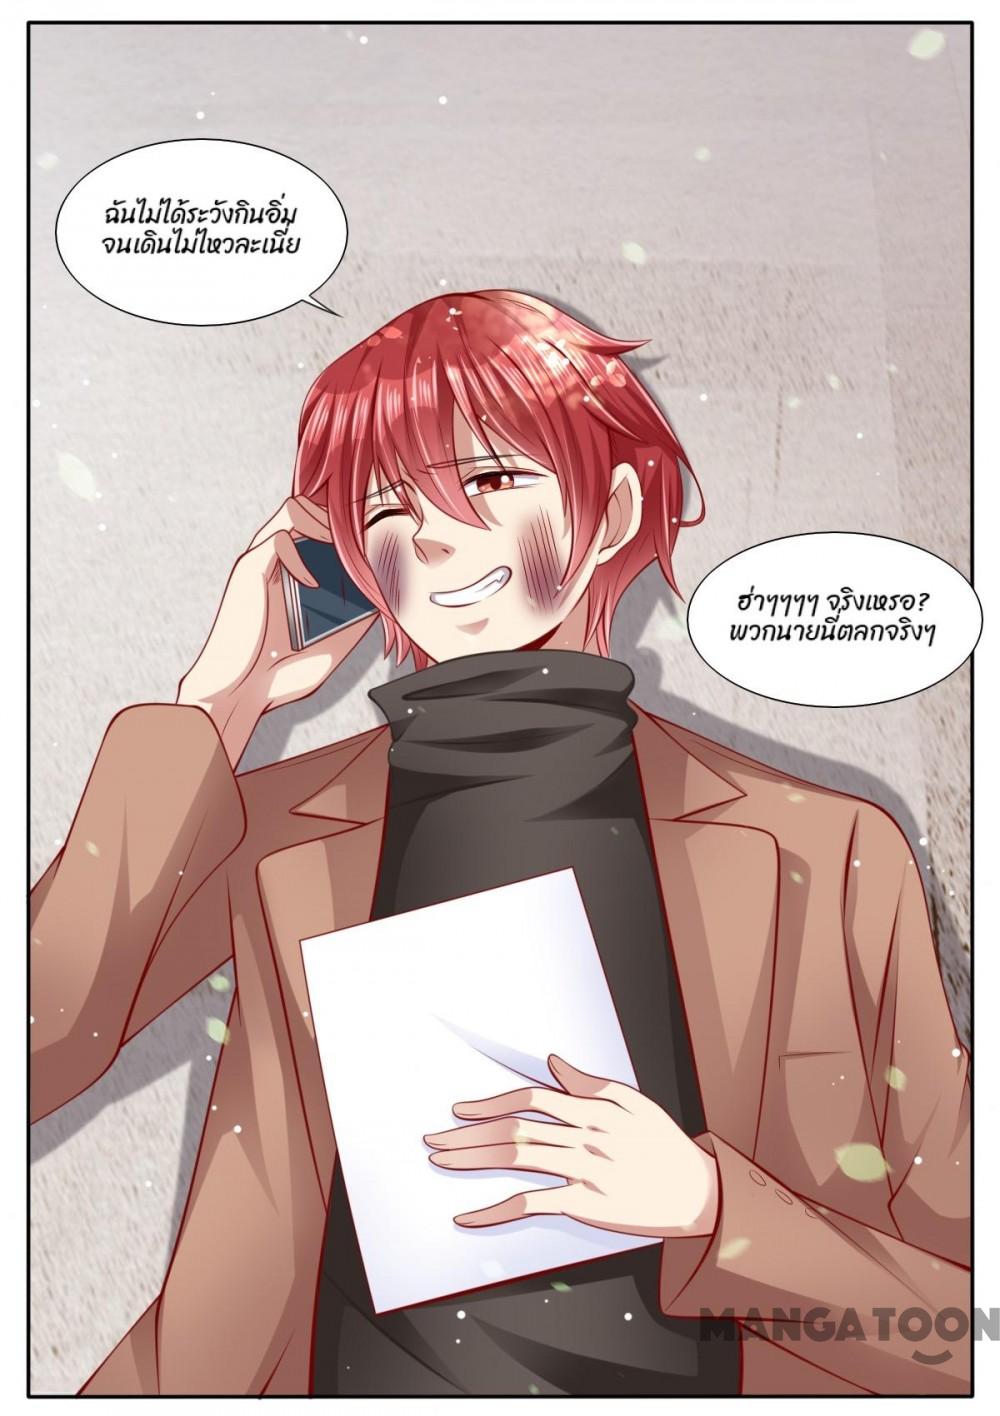 ฉันไม่ได้ระวังกินอิ่ม
จนเดินไม่ไหวละเนี่ย
ฮ่าๆๆๆๆ จริงเหรอ?
พวกนายนี่ตลกจริงๆ
MANGATOON